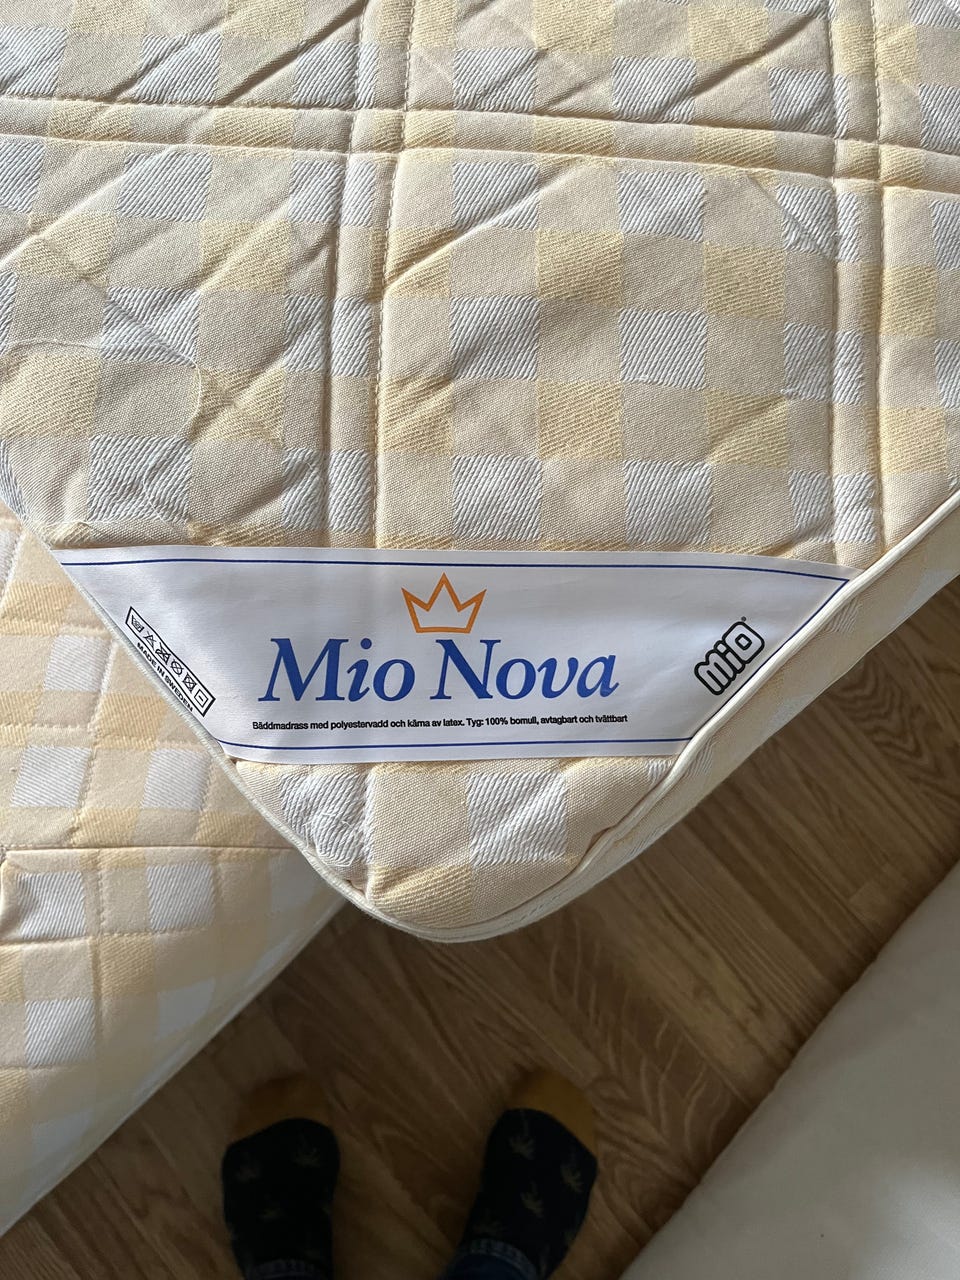 Mio Nova
Bäddmadrass med polyestervadd och kärna av latex. Tyg: 100% bomull, avtagbart och tvättbart
MADE IN SWEDEN
MiO